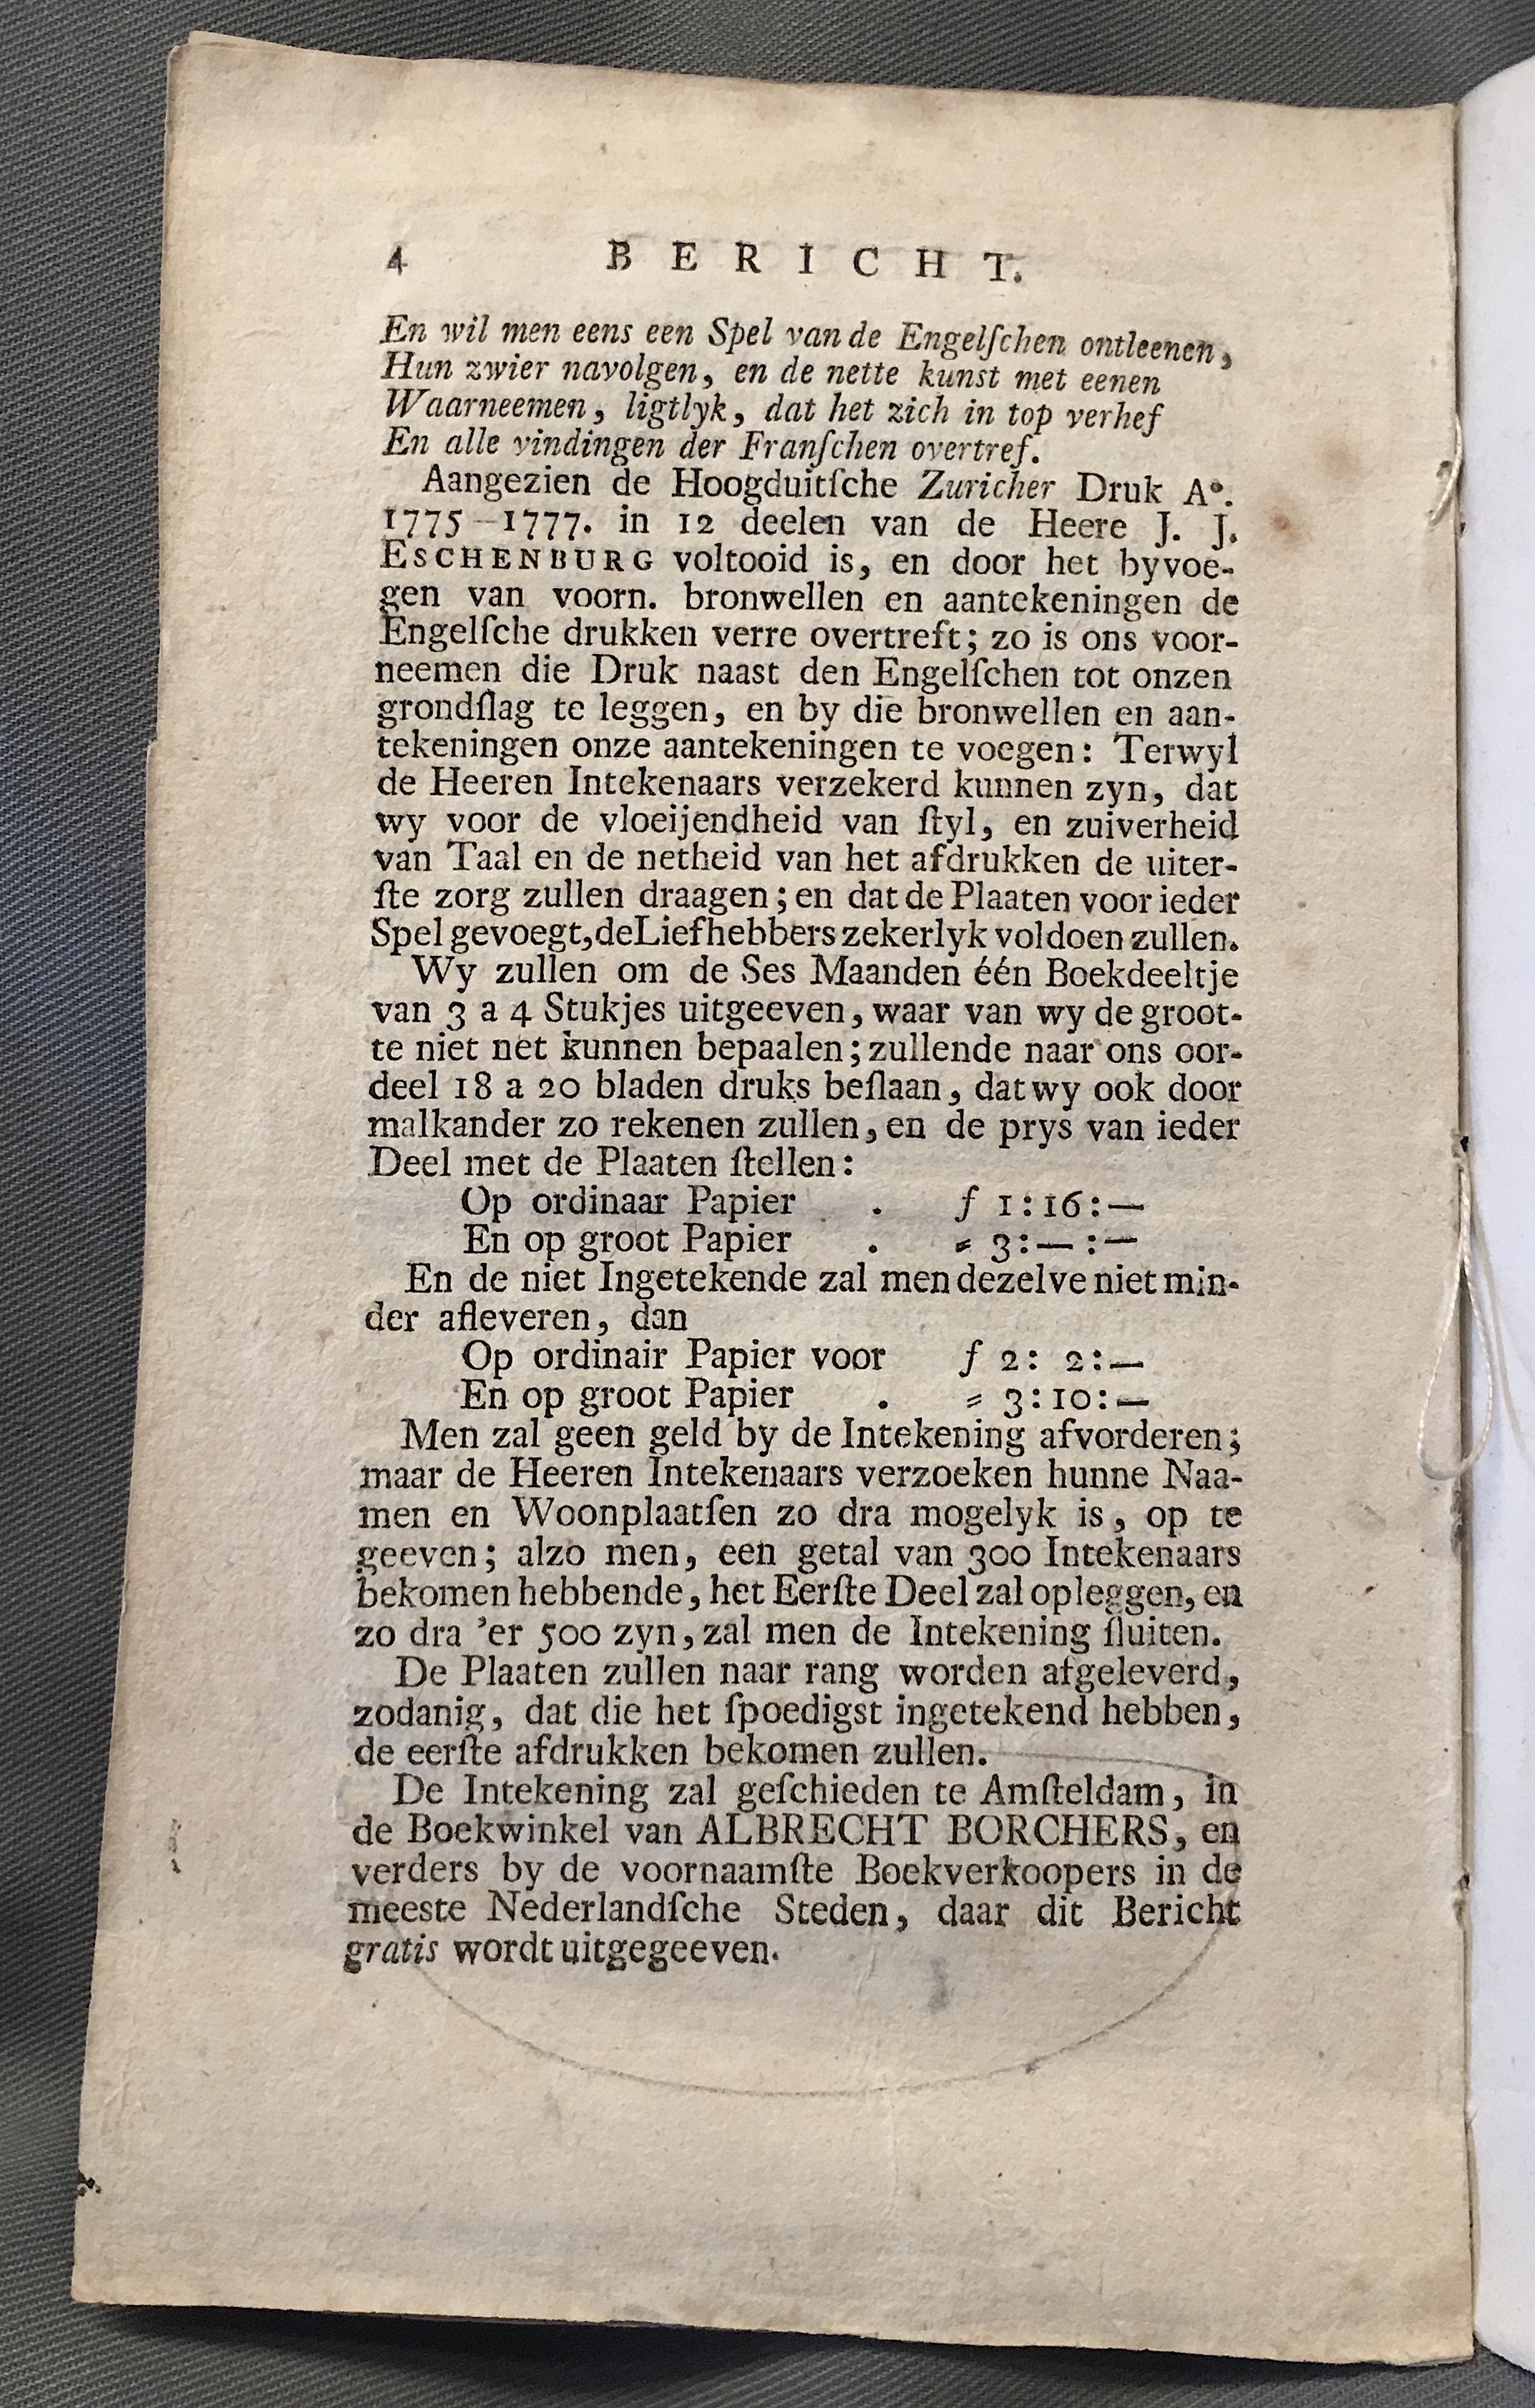 4 BERICHT.
En wil men eens een Spel van de Engelſchen ontleenen,
Hun zwier navolgen, en de nette kunst met eenen
Waarneemen, ligtlyk, dat het zich in top verhef
En alle vindingen der Franſchen overtref.
Aangezien de Hoogduitſche Zuricher Druk Aº.
1775–1777. in 12 deelen van de Heere J. J.
ESCHENBURG voltooid is, en door het byvoe-
gen van voorn. bronwellen en aantekeningen de
Engelſche drukken verre overtreft; zo is ons voor-
neemen die Druk naast den Engelſchen tot onzen
grondſlag te leggen, en by die bronwellen en aan-
tekeningen onze aantekeningen te voegen: Terwyl
de Heeren Intekenaars verzekerd kunnen zyn, dat
wy voor de vloeijendheid van ſtyl, en zuiverheid
van Taal en de netheid van het afdrukken de uiter-
ſte zorg zullen draagen; en dat de Plaaten voor ieder
Spel gevoegt, de Liefhebbers zekerlyk voldoen zullen.
Wy zullen om de Ses Maanden één Boekdeeltje
van 3 a 4 Stukjes uitgeeven, waar van wy de groot-
te niet net kunnen bepaalen; zullende naar ons oor-
deel 18 a 20 bladen druks beſlaan, dat wy ook door
malkander zo rekenen zullen, en de prys van ieder
Deel met de Plaaten ſtellen:
Op ordinaar Papier . ƒ 1:16:—
En op groot Papier . = 3:—:—
En de niet Ingetekende zal men dezelve niet min-
der afleveren, dan
Op ordinair Papier voor ƒ 2: 2:—
En op groot Papier . = 3:10:—
Men zal geen geld by de Intekening afvorderen;
maar de Heeren Intekenaars verzoeken hunne Naa-
men en Woonplaatſen zo dra mogelyk is, op te
geeven; alzo men, een getal van 300 Intekenaars
bekomen hebbende, het Eerſte Deel zal opleggen, en
zo dra 'er 500 zyn, zal men de Intekening ſluiten.
De Plaaten zullen naar rang worden afgeleverd,
zodanig, dat die het ſpoedigst ingetekend hebben,
de eerſte afdrukken bekomen zullen.
De Intekening zal geſchieden te Amſteldam, in
de Boekwinkel van ALBRECHT BORCHERS, en
verders by de voornaamſte Boekverkoopers in de
meeste Nederlandſche Steden, daar dit Bericht
gratis wordt uitgegeeven.